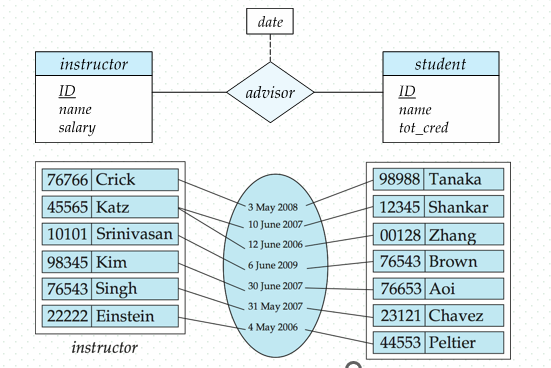 date
instructor
ID
name
salary
advisor
student
ID
name
tot_cred
76766 Crick
45565 Katz
10101 Srinivasan
98345 Kim
76543 Singh
22222 Einstein
instructor
3 May 2008
10 June 2007
12 June 2006
6 June 2009
30 June 2007
31 May 2007
4 May 2006
98988 Tanaka
12345 Shankar
00128 Zhang
76543 Brown
76653 Aoi
23121 Chavez
44553 Peltier